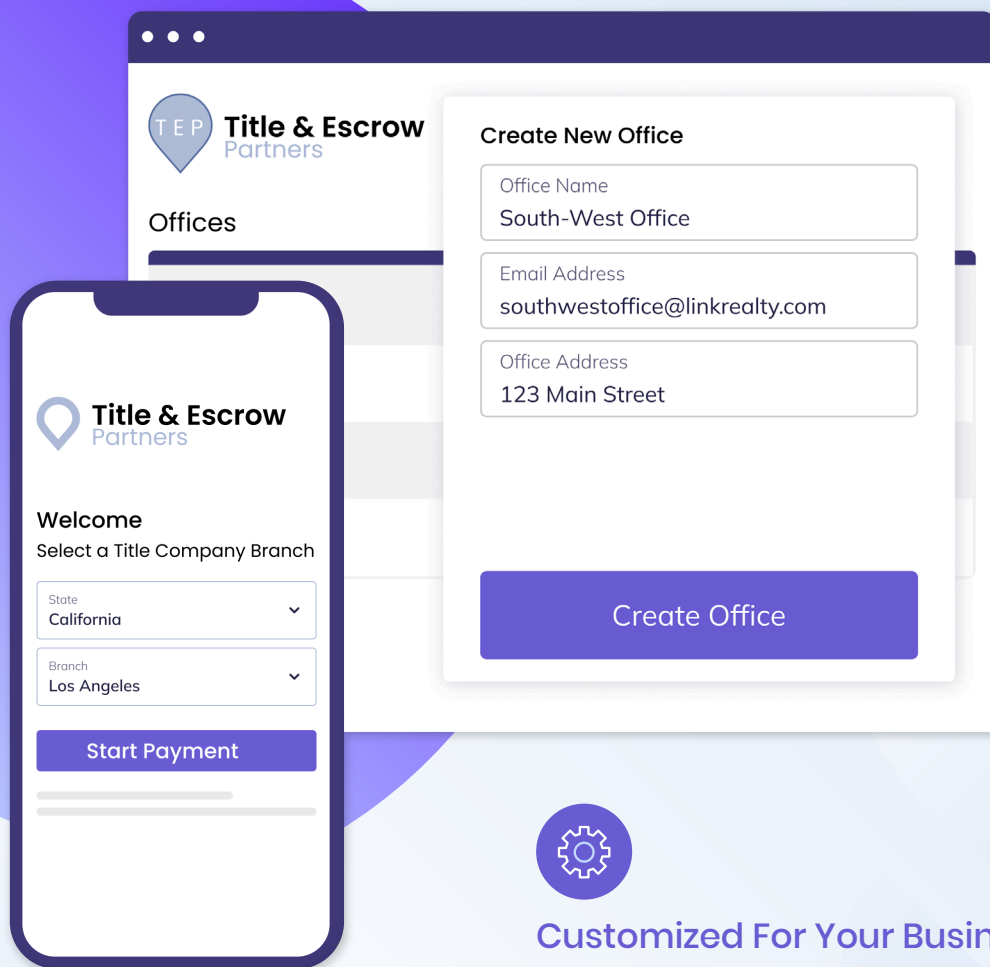 TEP
Title & Escrow
Partners
Offices
Create New Office
Office Name
South-West Office
Email Address
southwestoffice@linkrealty.com
Office Address
123 Main Street
Create Office
Title & Escrow
Partners
Welcome
Select a Title Company Branch
State
California
Branch
Los Angeles
Start Payment
Customized For Your Busin